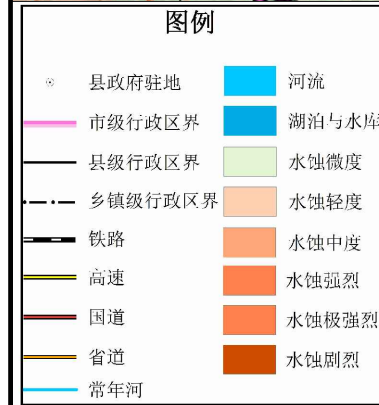 图例
县政府驻地
市级行政区界
县级行政区界
乡镇级行政区界
铁路
高速
国道
省道
常年河
河流
湖泊与水库
水蚀微度
水蚀轻度
水蚀中度
水蚀强烈
水蚀极强烈
水蚀剧烈